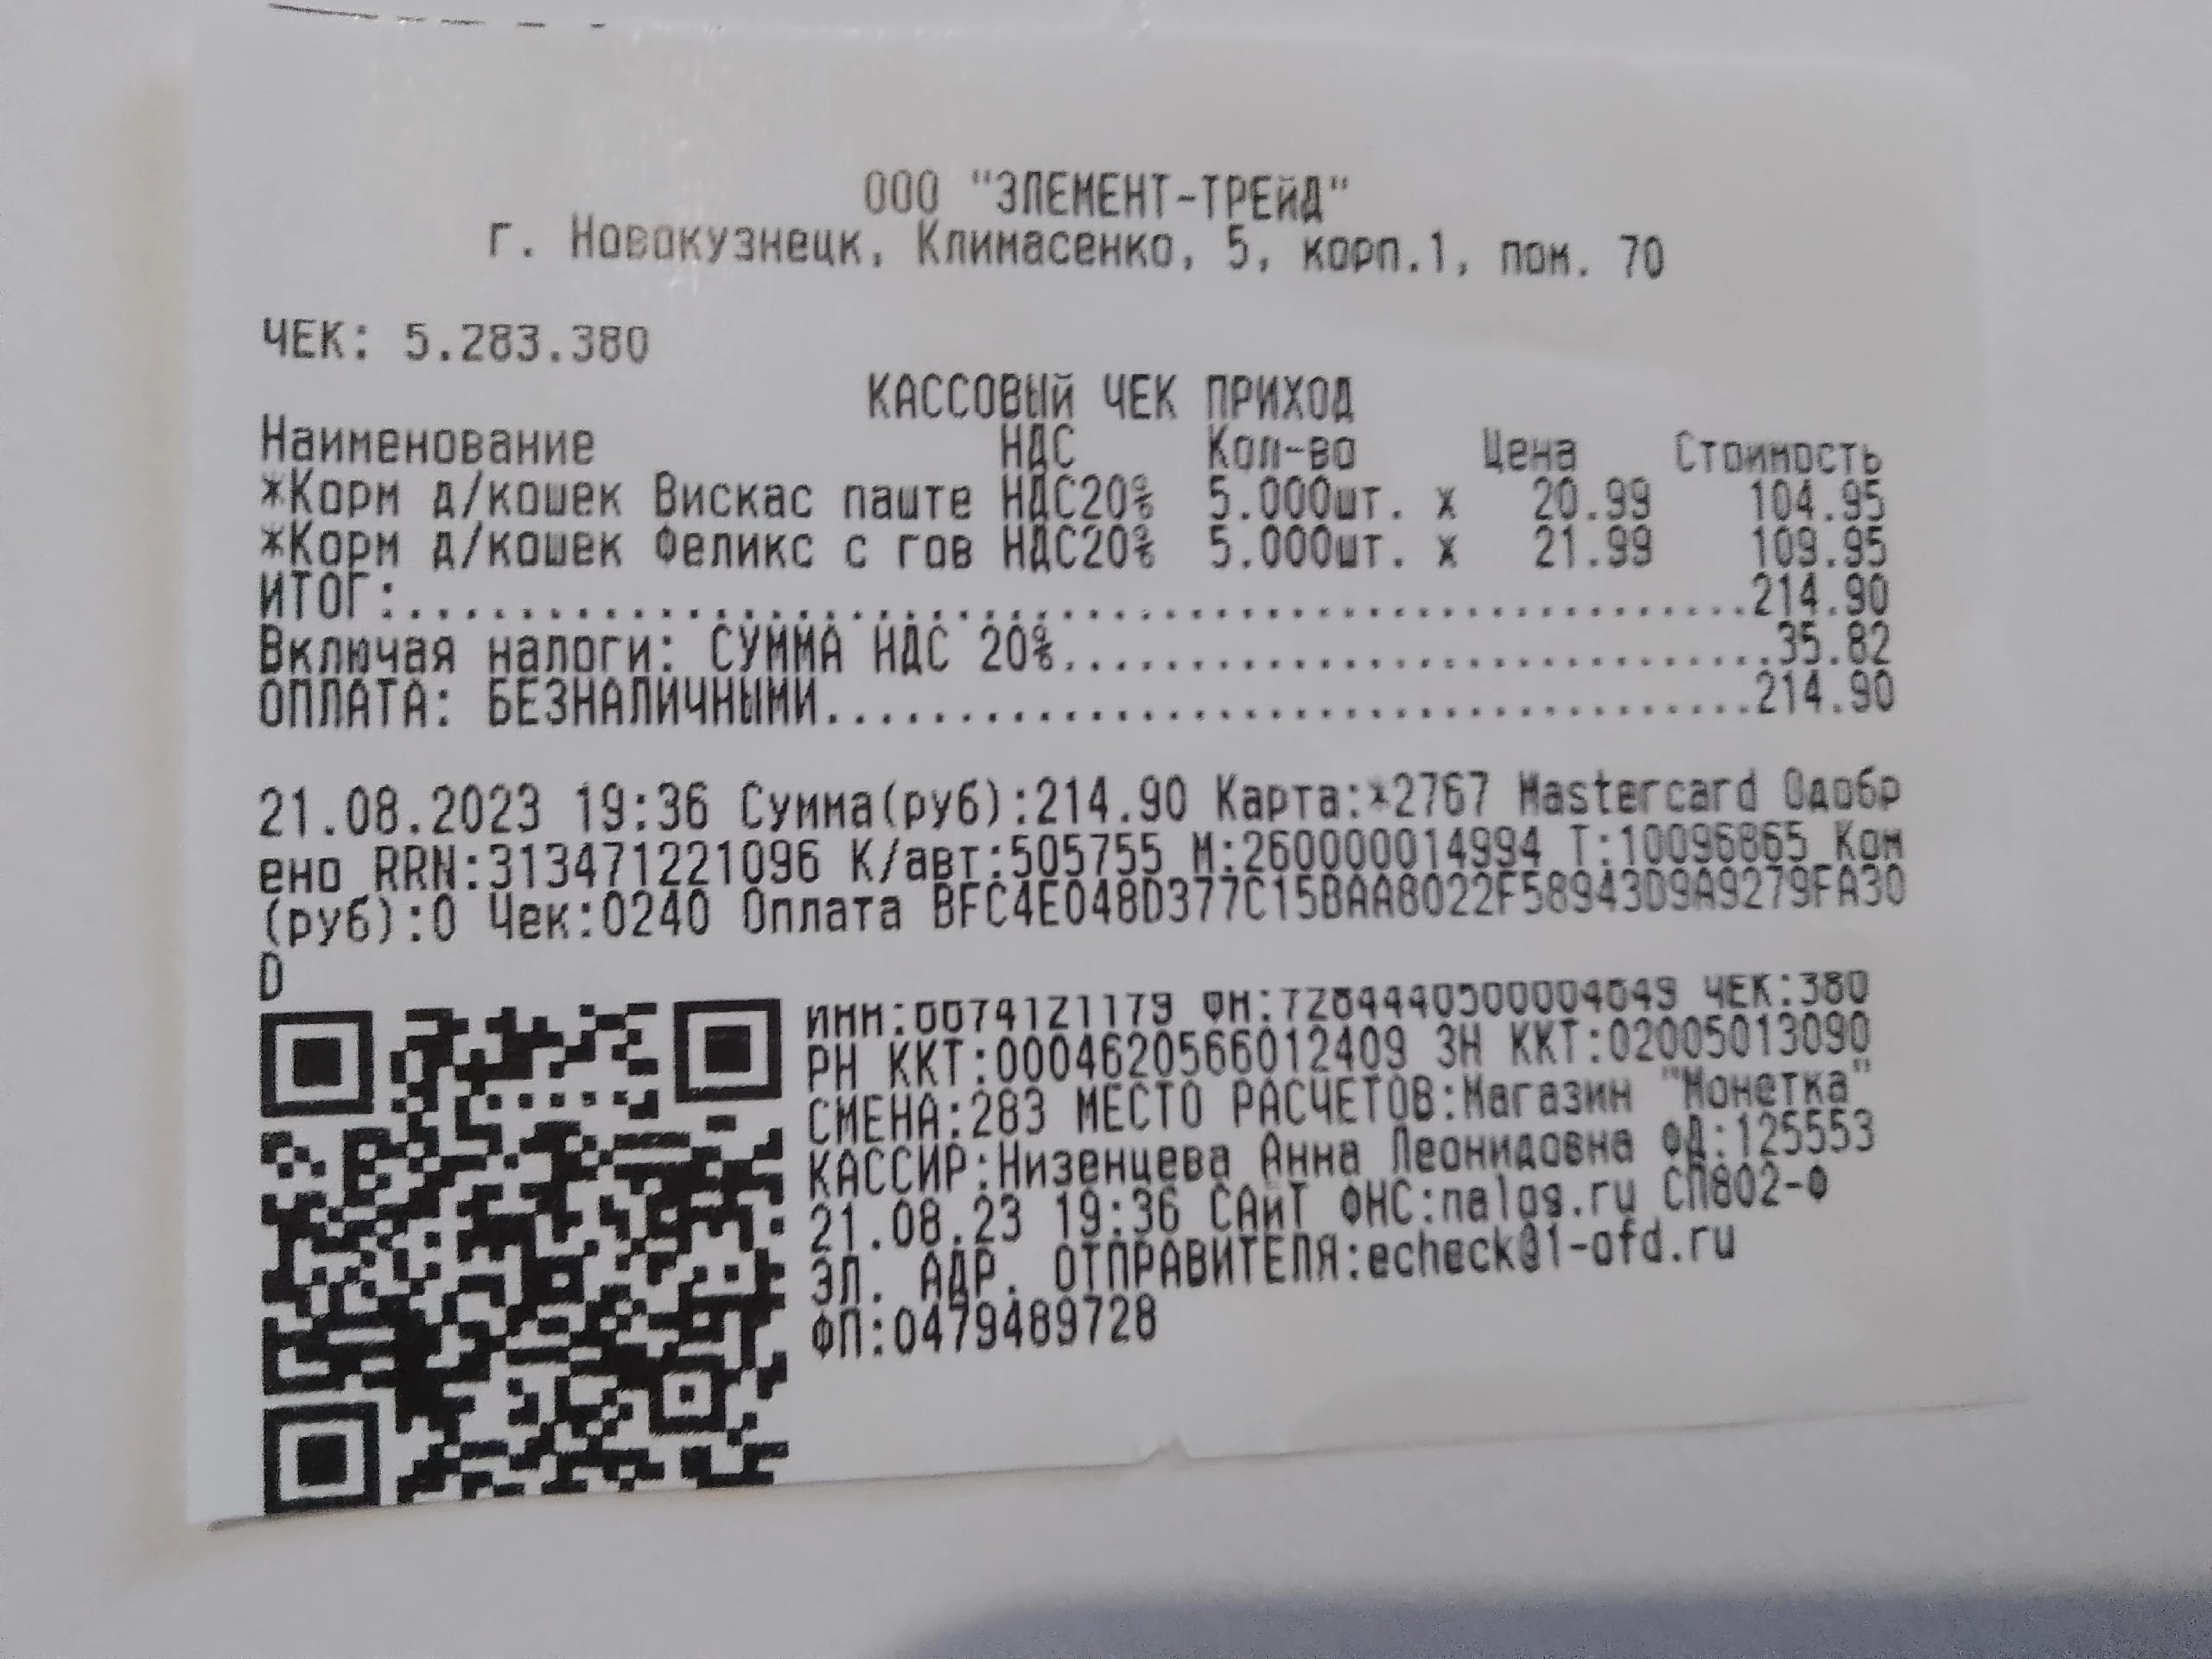 ООО "ЭЛЕМЕНТ-ТРЕЙД"
г. Новокузнецк, Климасенко, 5, корп.1, пом. 70
ЧЕК: 5.283.380
КАССОВЫЙ ЧЕК ПРИХОД
Наименование НДС Кол-во Цена Стоимость
*Корм д/кошек Вискас паште НДС20% 5.000шт. x 20.99 104.95
*Корм д/кошек Феликс с гов НДС20% 5.000шт. x 21.99 109.95
ИТОГ:.................................................214.90
Включая налоги: СУММА НДС 20%...........................35.82
ОПЛАТА: БЕЗНАЛИЧНЫМИ...................................214.90
21.08.2023 19:36 Сумма(руб):214.90 Карта:*2767 Mastercard Одобр
ено RRN:313471221096 К/авт:505755 М:260000014994 Т:10096865 Ком
(руб):0 Чек:0240 Оплата BFC4E048D377C15BAA8022F58943D9A9279FA30
D
ИНН:0074121179 ФН:7284440500004649 ЧЕК:380
РН ККТ:0004620566012409 ЗН ККТ:02005013090
СМЕНА:283 МЕСТО РАСЧЕТОВ:Магазин "Монетка"
КАССИР:Низенцева Анна Леонидовна ФД:125553
21.08.23 19:36 САЙТ ФНС:nalog.ru СП802-Ф
ЭЛ. АДР. ОТПРАВИТЕЛЯ:echeck@1-ofd.ru
ФП:0479489728